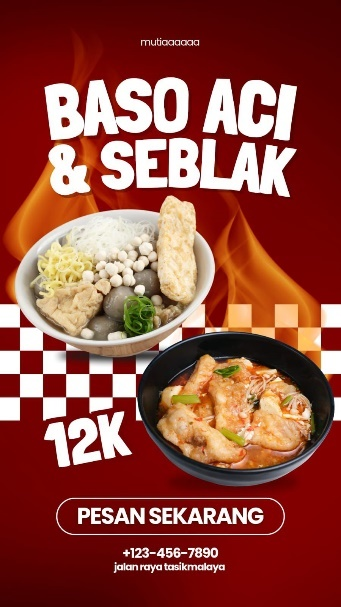 mutiaaaaaa
BASO ACI
& SEBLAK
12K
PESAN SEKARANG
+123-456-7890
jalan raya tasikmalaya